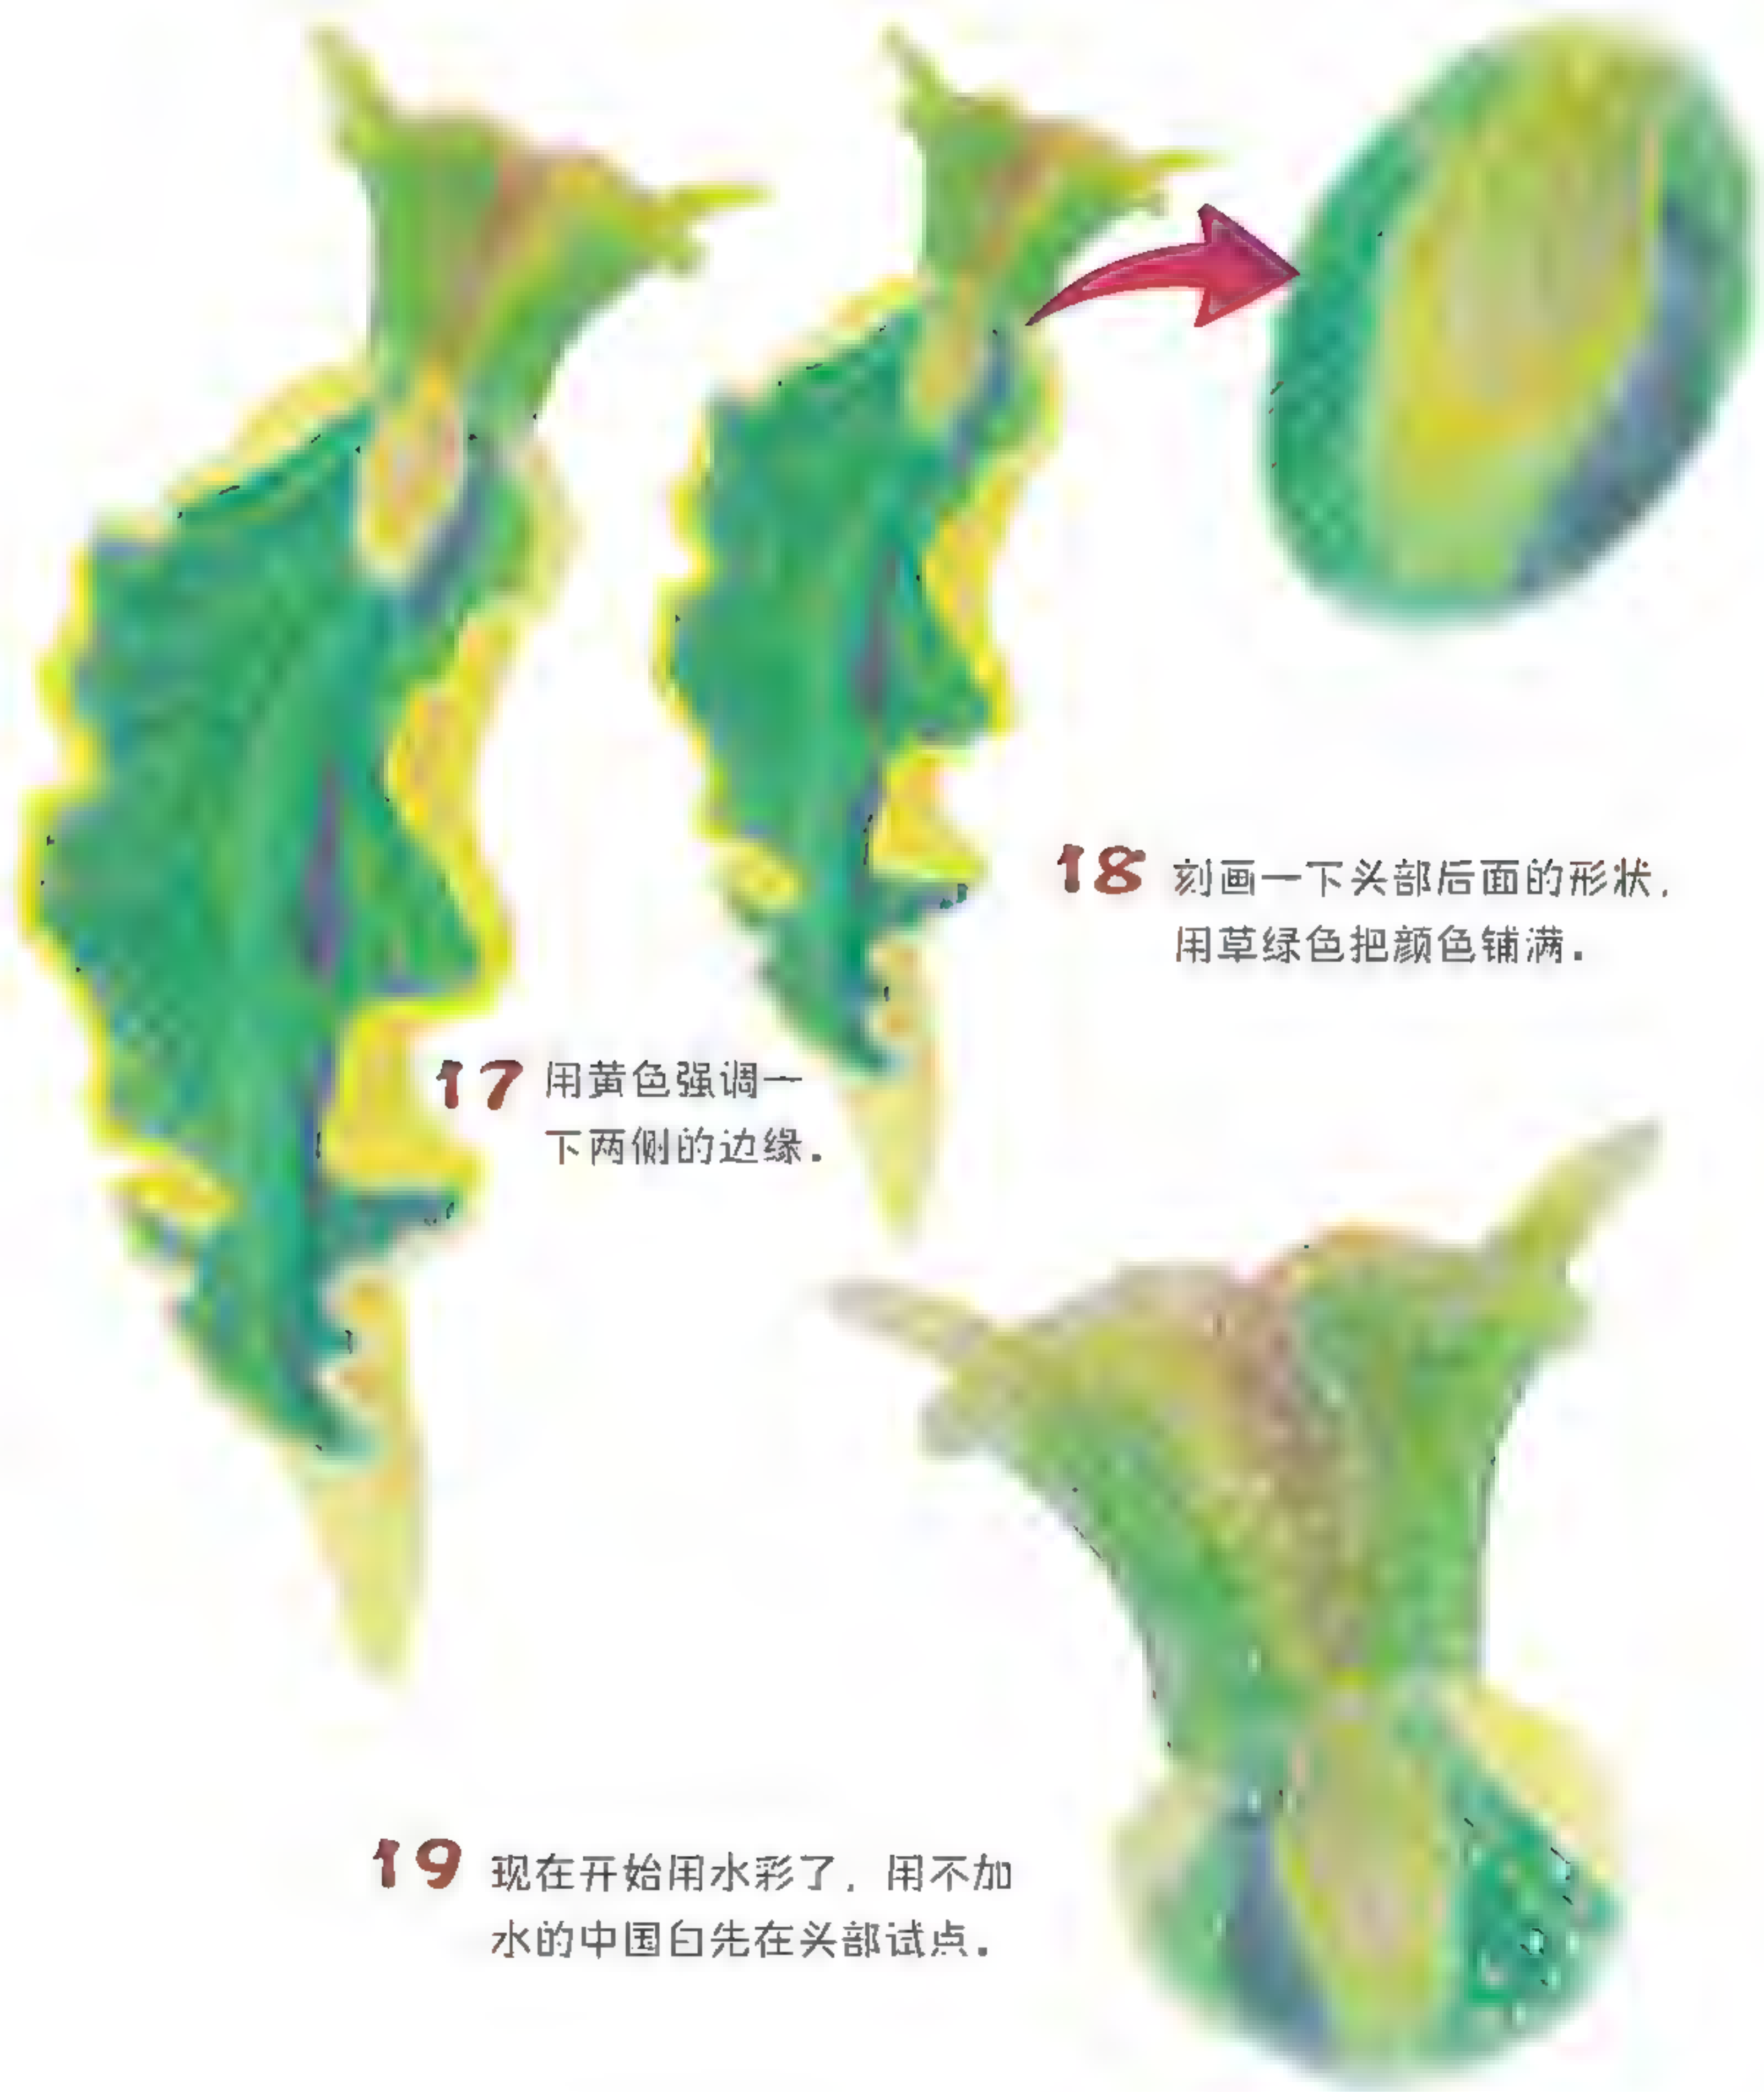 18 刻画一下头部后面的形状，
用草绿色把颜色铺满。
17 用黄色强调一
下两侧的边缘。
19 现在开始用水彩了，用不加
水的中国白先在头部试点。